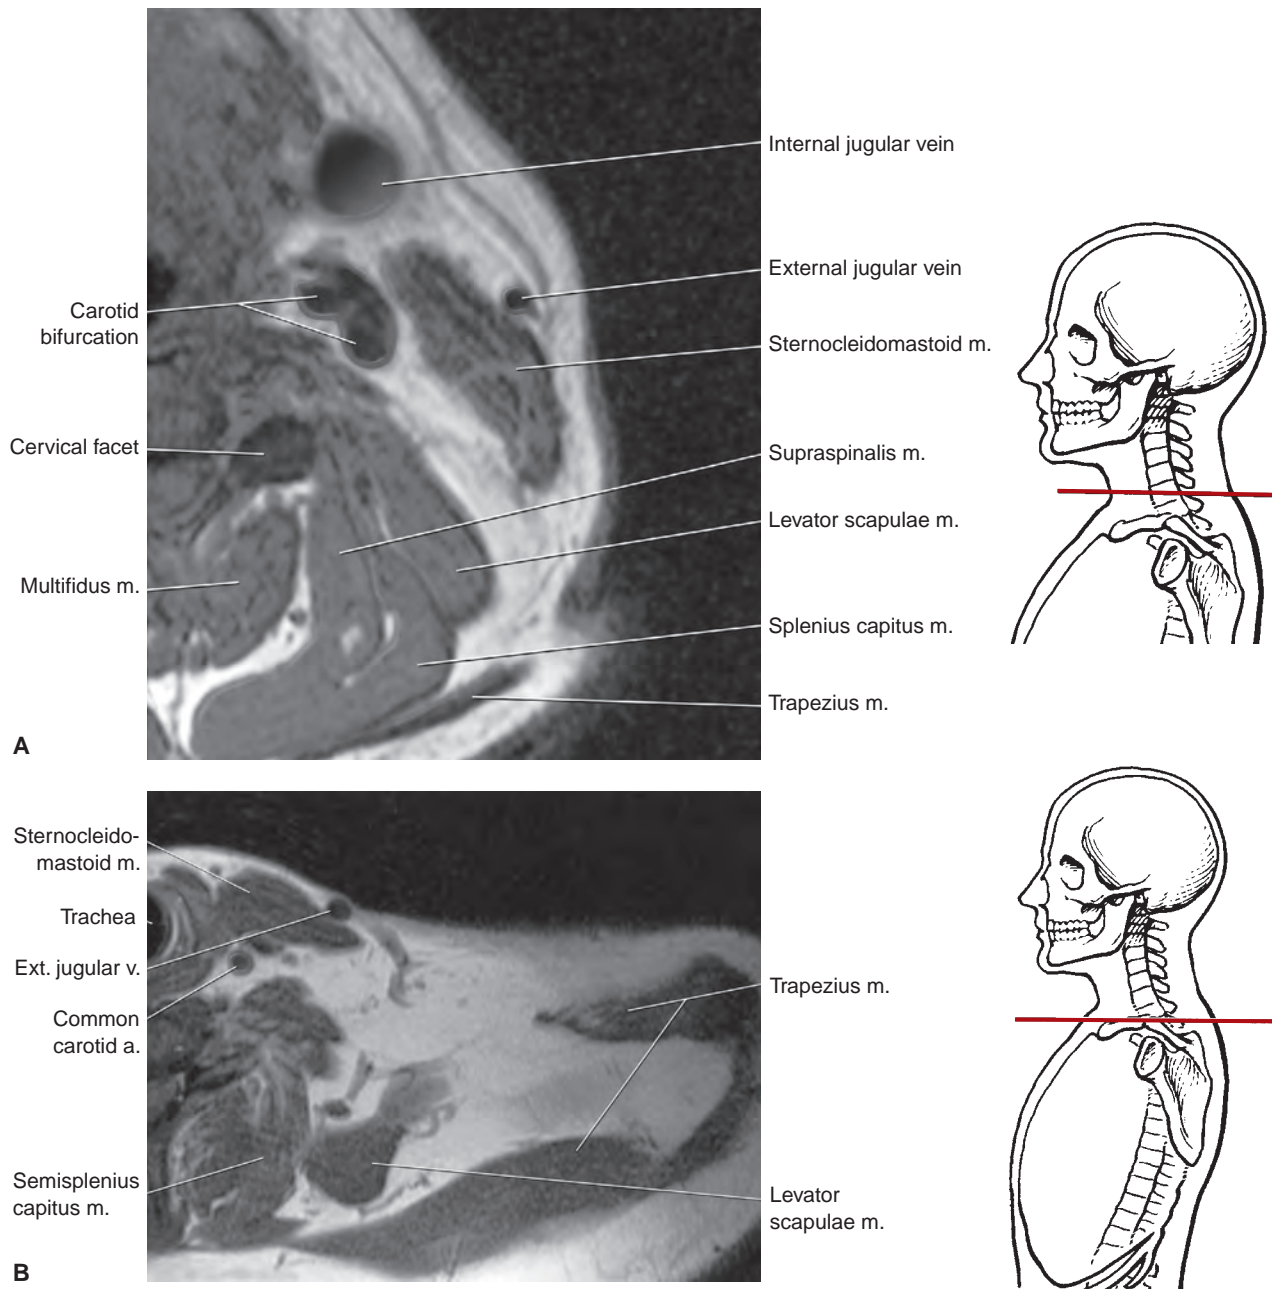 Internal jugular vein
External jugular vein
Carotid
bifurcation
Sternocleidomastoid m.
Cervical facet
Supraspinalis m.
Levator scapulae m.
Multifidus m.
Splenius capitus m.
Trapezius m.
A
Sternocleido-
mastoid m.
Trachea
Ext. jugular v.
Trapezius m.
Common
carotid a.
Semisplenius
capitus m.
Levator
scapulae m.
B